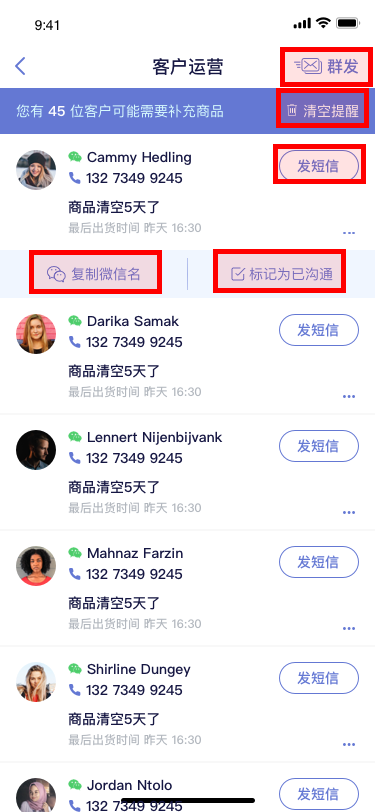 9:41
客户运营
群发
您有 45 位客户可能需要补充商品
清空提醒
Cammy Hedling
132 7349 9245
发短信
商品清空5天了
最后出货时间 昨天 16:30
复制微信名
标记为已沟通
Darika Samak
132 7349 9245
发短信
商品清空5天了
最后出货时间 昨天 16:30
Lennert Nijenbijvank
132 7349 9245
发短信
商品清空5天了
最后出货时间 昨天 16:30
Mahnaz Farzin
132 7349 9245
发短信
商品清空5天了
最后出货时间 昨天 16:30
Shirline Dungey
132 7349 9245
发短信
商品清空5天了
最后出货时间 昨天 16:30
Jordan Ntolo
132 7349 9245
发短信